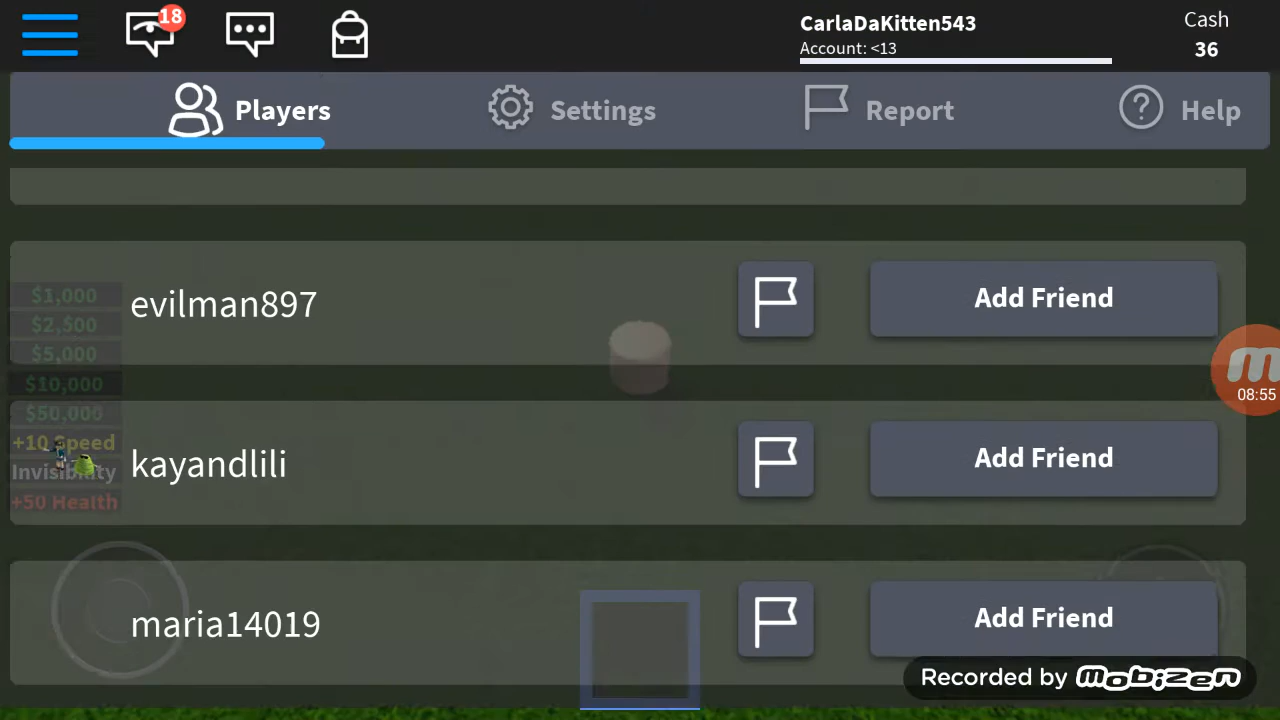 18
CarlaDaKitten543
Account: <13
Cash
36
Players
Settings
Report
Help
evilman897
Add Friend
$1,000
$2,500
$5,000
$10,000
$50,000
+10 Speed
Invisibility
+50 Health
kayandlili
Add Friend
08:55
maria14019
Add Friend
Recorded by mobizen